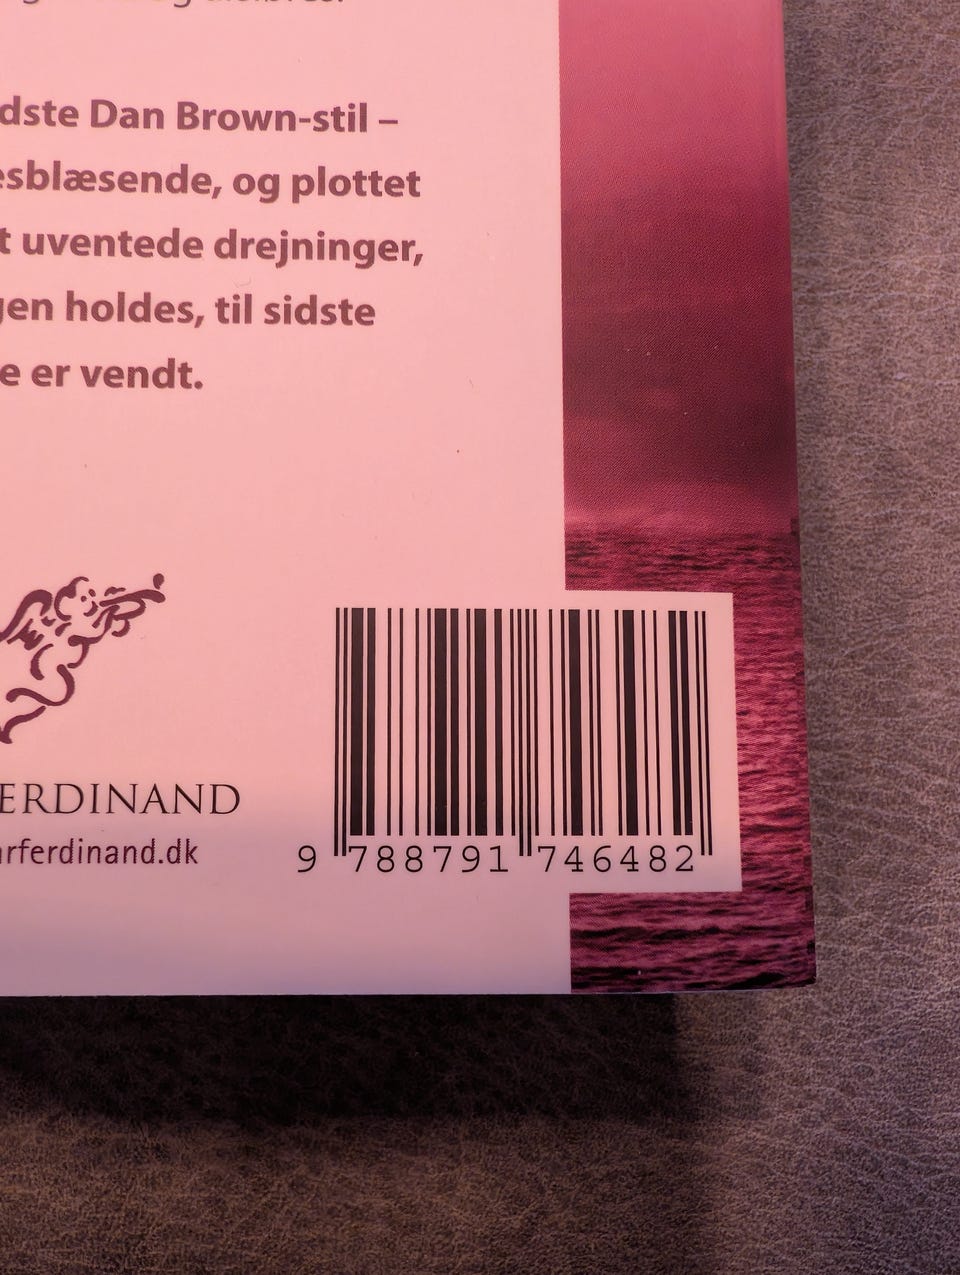 dste Dan Brown-stil –
esblæsende, og plottet
t uventede drejninger,
gen holdes, til sidste
e er vendt.
ERDINAND
arferdinand.dk
9 788791 746482